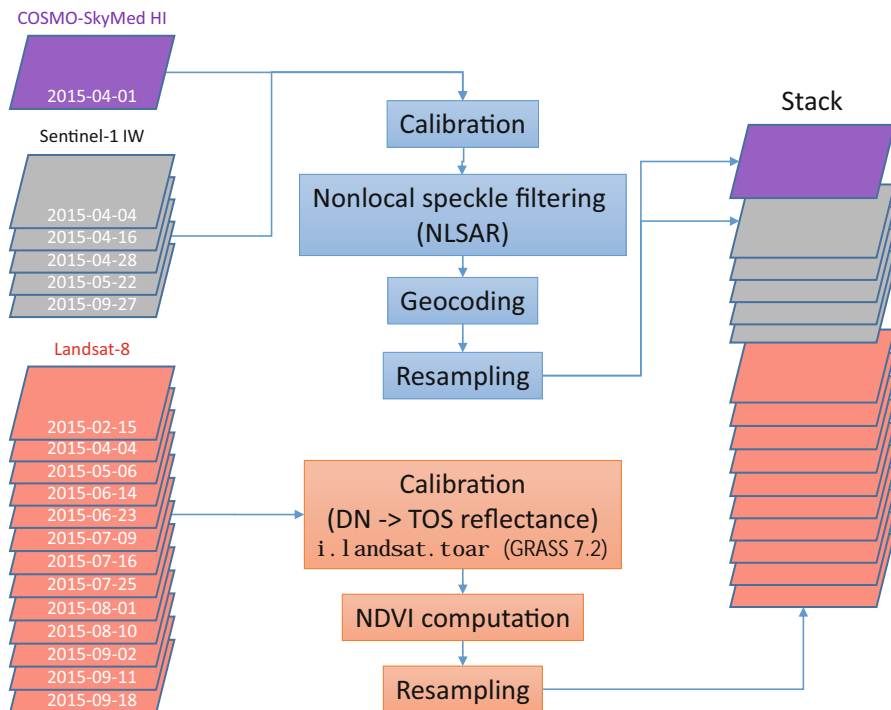 COSMO-SkyMed HI
2015-04-01
Sentinel-1 IW
2015-04-04
2015-04-16
2015-04-28
2015-05-22
2015-09-27
Landsat-8
2015-02-15
2015-04-04
2015-05-06
2015-06-14
2015-06-23
2015-07-09
2015-07-16
2015-07-25
2015-08-01
2015-08-10
2015-09-02
2015-09-11
2015-09-18
Calibration
Nonlocal speckle filtering
(NLSAR)
Geocoding
Resampling
Calibration
(DN -> TOS reflectance)
i.landsat.toar (GRASS 7.2)
NDVI computation
Resampling
Stack